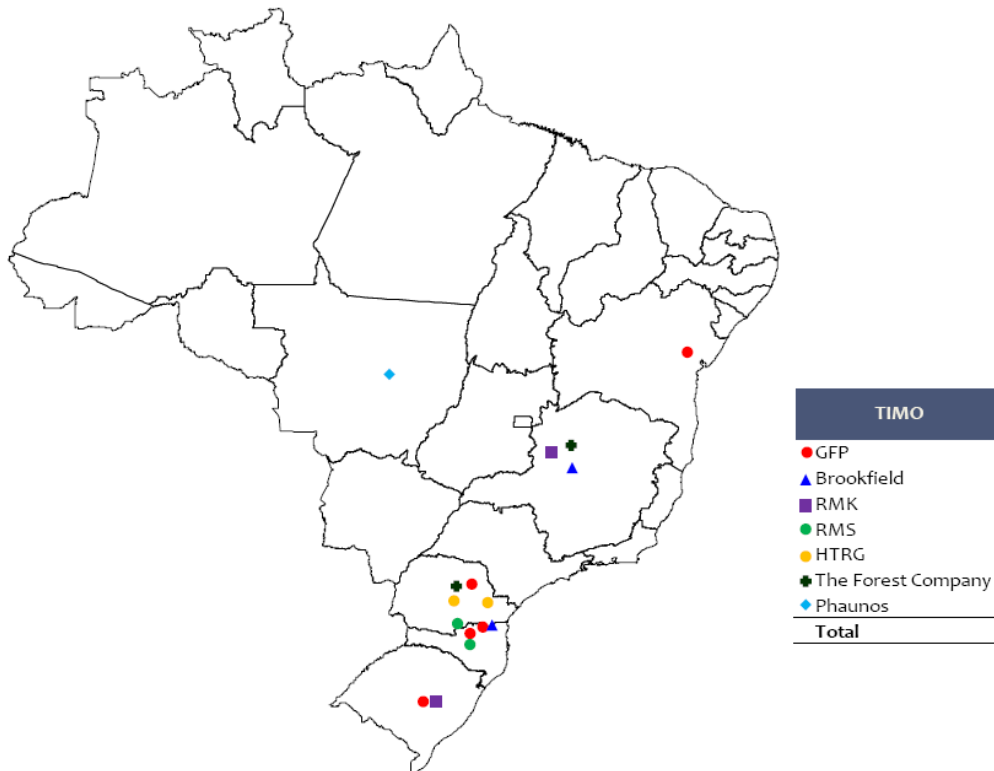 TIMO
GFP
Brookfield
RMK
RMS
HTRG
The Forest Company
Phaunos
Total